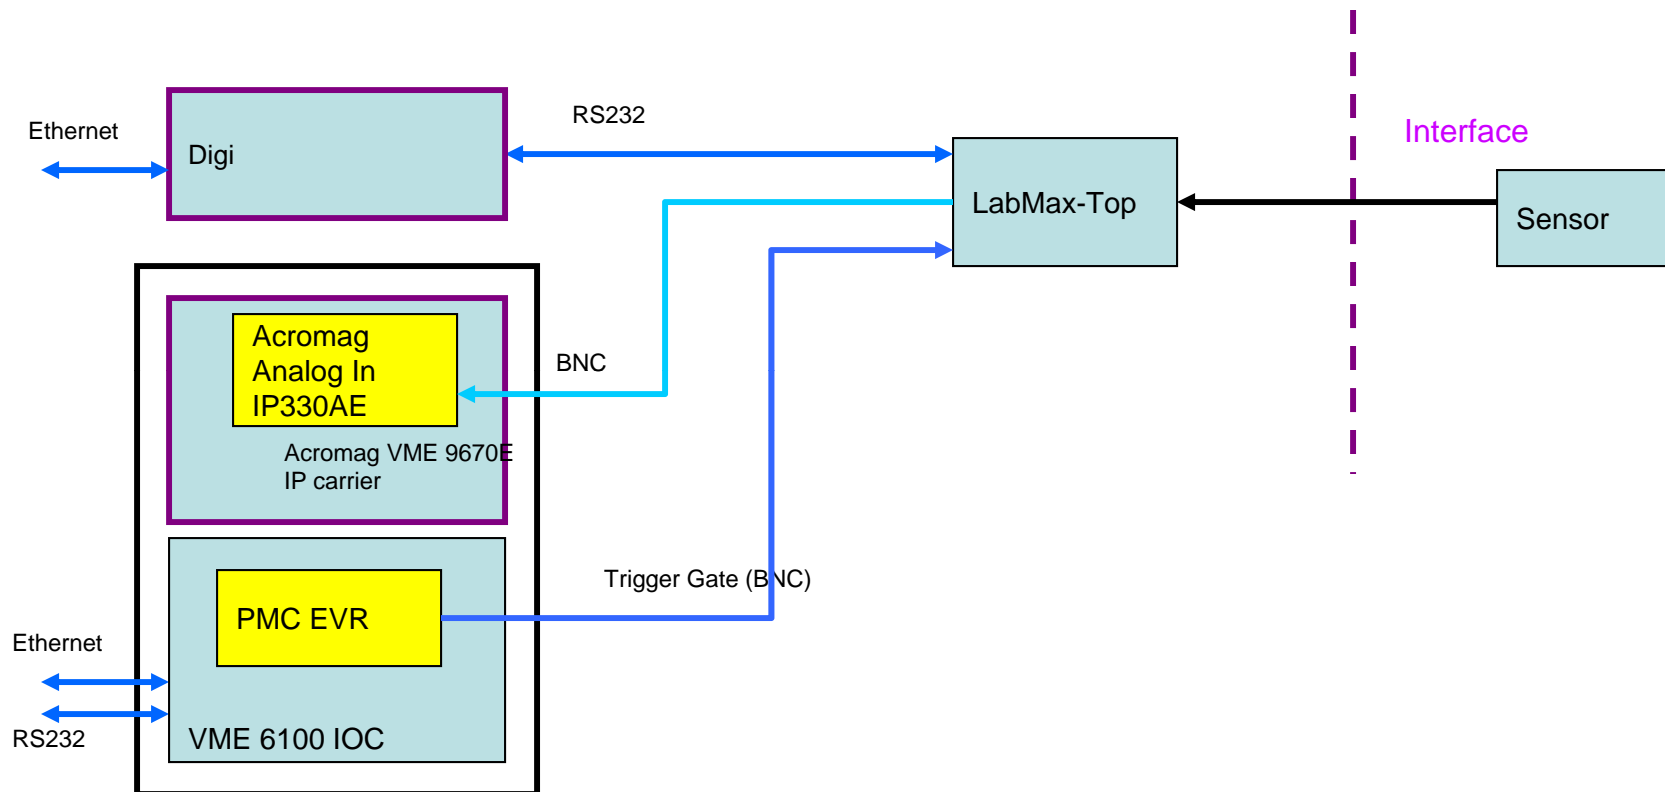 Ethernet
Digi
RS232
Interface
LabMax-Top
Sensor
Acromag
Analog In
IP330AE
BNC
Acromag VME 9670E
IP carrier
Trigger Gate (BNC)
PMC EVR
Ethernet
RS232
VME 6100 IOC